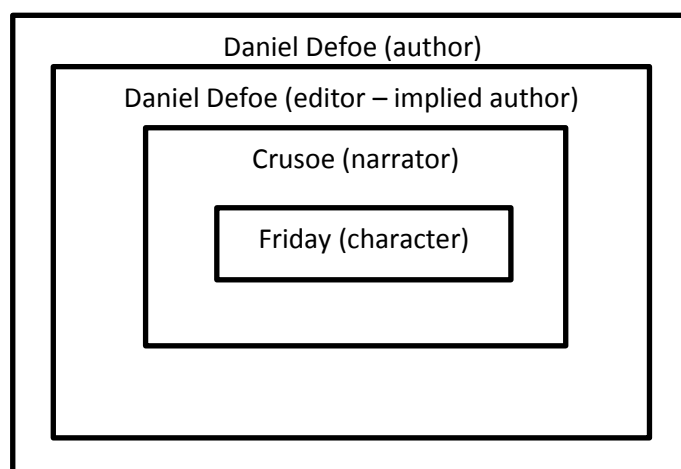 Daniel Defoe (author)
Daniel Defoe (editor – implied author)
Crusoe (narrator)
Friday (character)